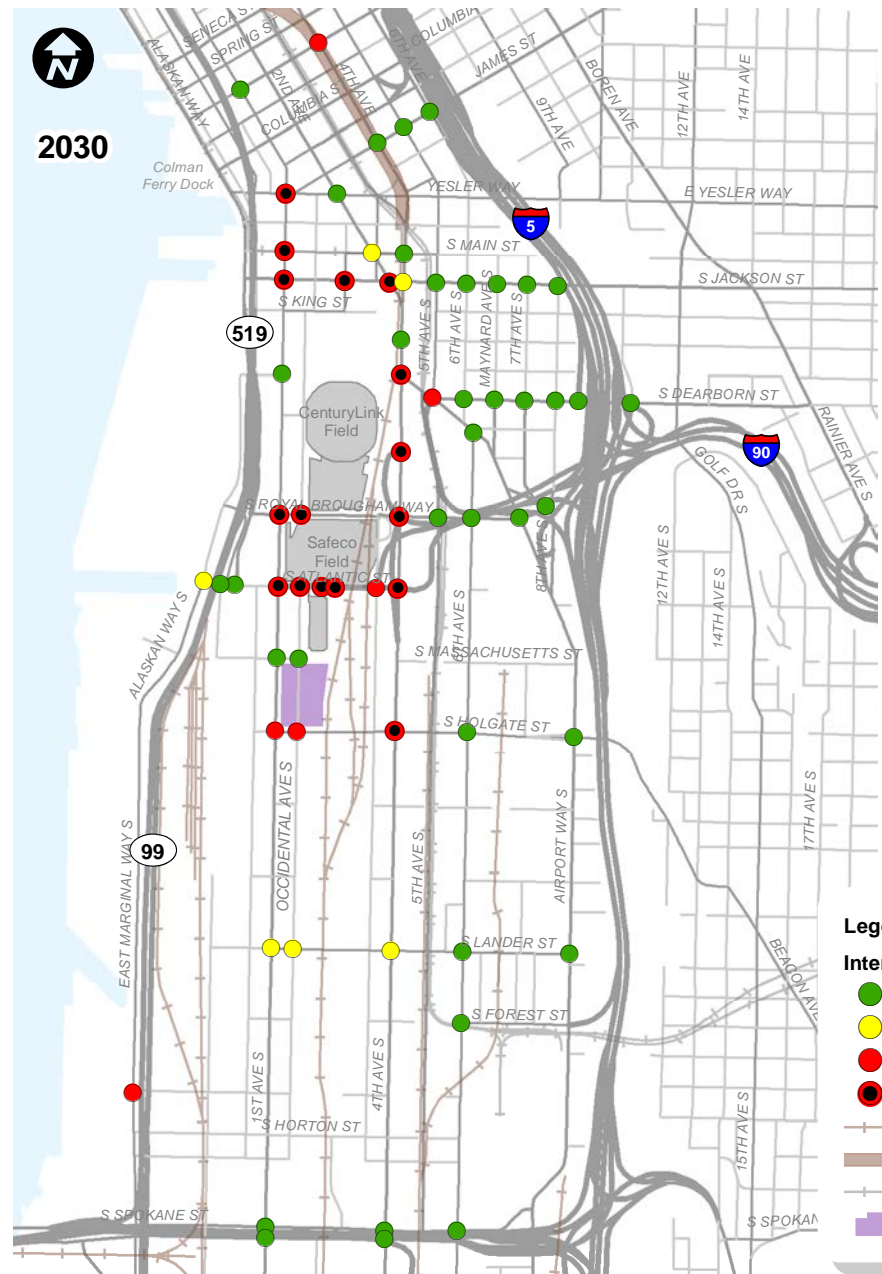 N
2030
SENECA ST
SPRING ST
COLUMBIA
6TH AVE
JAMES ST
ALASKAN WAY
2ND AVE
4TH AVE
COLUMBIA ST
BOREN AVE
9TH AVE
12TH AVE
14TH AVE
Colman
Ferry Dock
YESLER WAY
E YESLER WAY
5
S MAIN ST
S JACKSON ST
S KING ST
519
5TH AVE S
6TH AVE S
MAYNARD AVE S
7TH AVE S
S DEARBORN ST
RAINIER AVE S
CenturyLink
Field
90
GOLF DR S
S ROYAL BROUGHAM WAY
Safeco
Field
S ATLANTIC ST
8TH AVE S
12TH AVE S
14TH AVE S
ALASKAN WAY S
6TH AVE S
S MASSACHUSETTS ST
S HOLGATE ST
OCCIDENTAL AVE S
99
5TH AVE S
AIRPORT WAY S
17TH AVE S
EAST MARGINAL WAY S
Leg
S LANDER ST
Inter
BEACON AVE
S FOREST ST
1ST AVE S
4TH AVE S
S HORTON ST
15TH AVE S
S SPOKANE ST
S SPOKAN